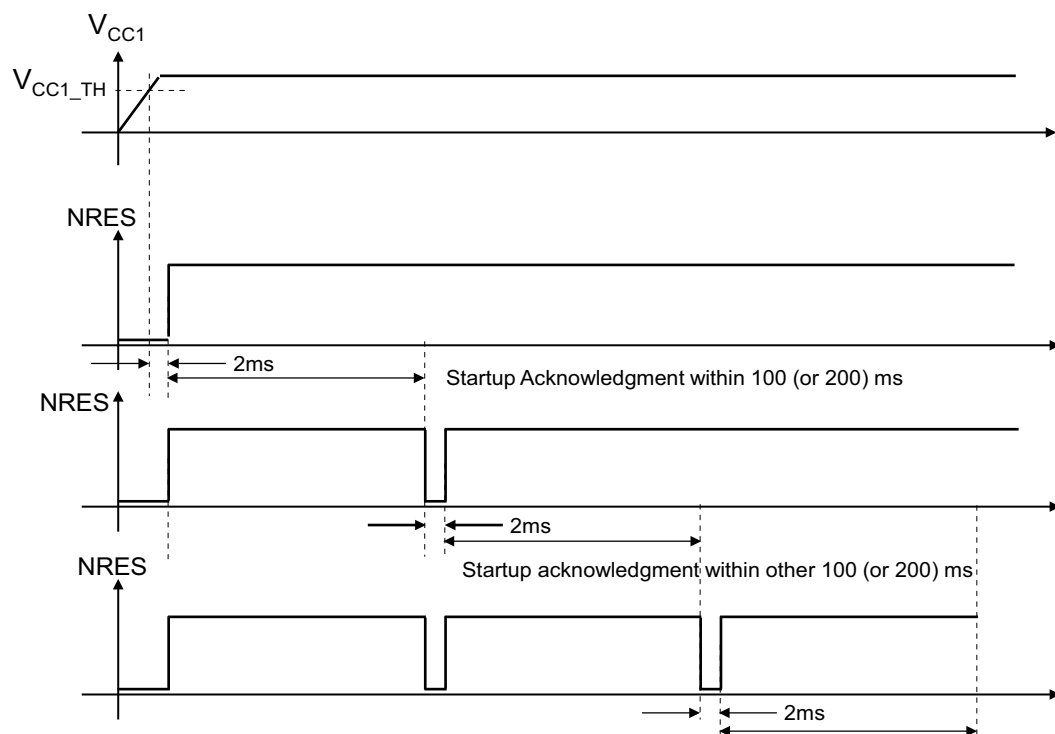 VCC1
VCC1_TH
NRES
2ms
Startup Acknowledgment within 100 (or 200) ms
NRES
2ms
Startup acknowledgment within other 100 (or 200) ms
NRES
2ms